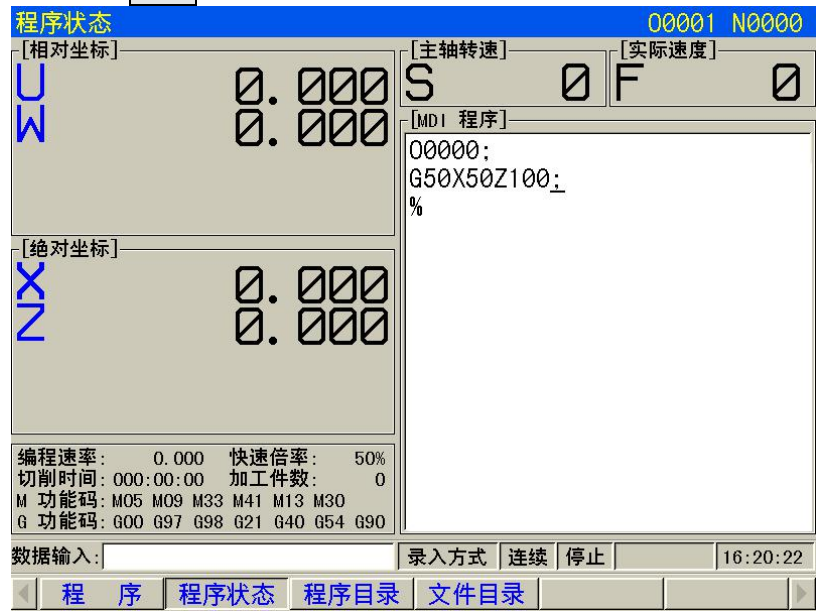 程序状态 O0001 N0000
[相对坐标]
U 0.000
W 0.000
[主轴转速]
S 0
[实际速度]
F 0
[MDI 程序]
O0000;
G50X50Z100;
%
[绝对坐标]
X 0.000
Z 0.000
编程速率: 0.000 快速倍率: 50%
切削时间: 000:00:00 加工件数: 0
M 功能码: M05 M09 M33 M41 M13 M30
G 功能码: G00 G97 G98 G21 G40 G54 G90
数据输入: 录入方式 连续 停止 16:20:22
程 序 程序状态 程序目录 文件目录